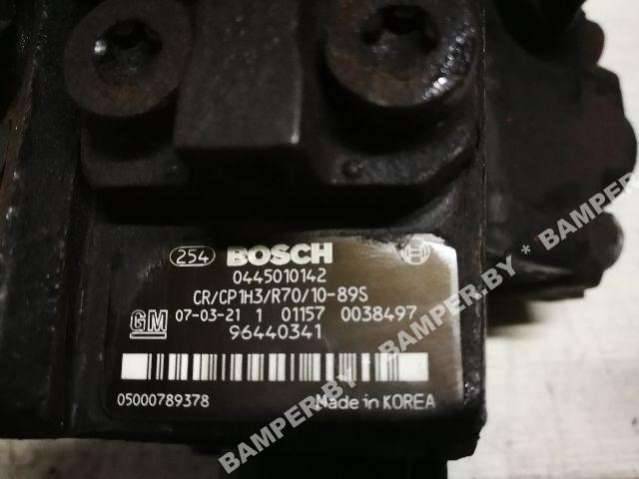 254 BOSCH
0445010142
CR/CP1H3/R70/10-89S
GM 07-03-21 1 01157 0038497
96440341
05000789378 Made in KOREA
BAMPER.BY * BAMPER.BY * BAMPER.BY